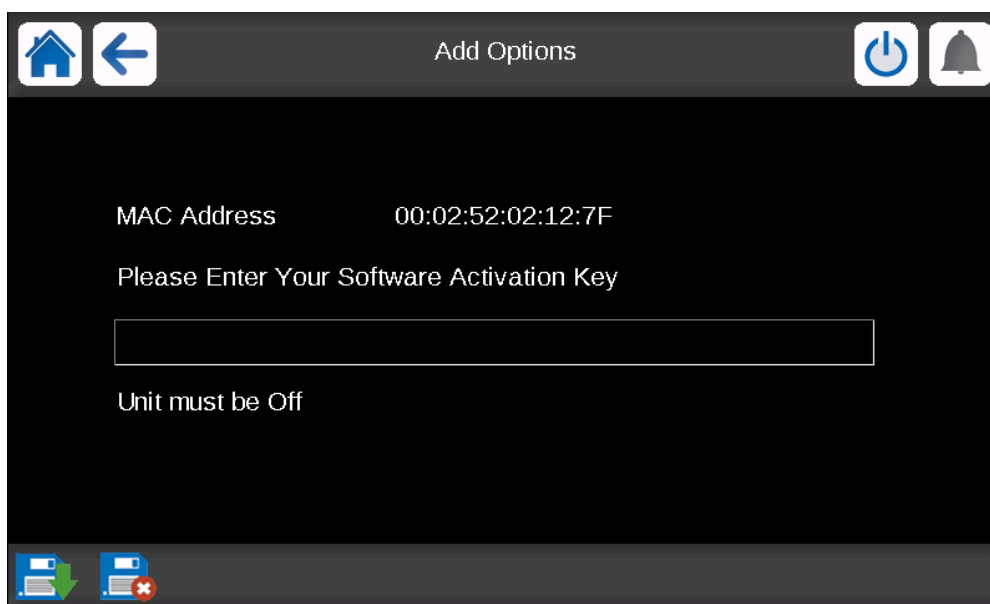 Add Options
MAC Address 00:02:52:02:12:7F
Please Enter Your Software Activation Key
Unit must be Off